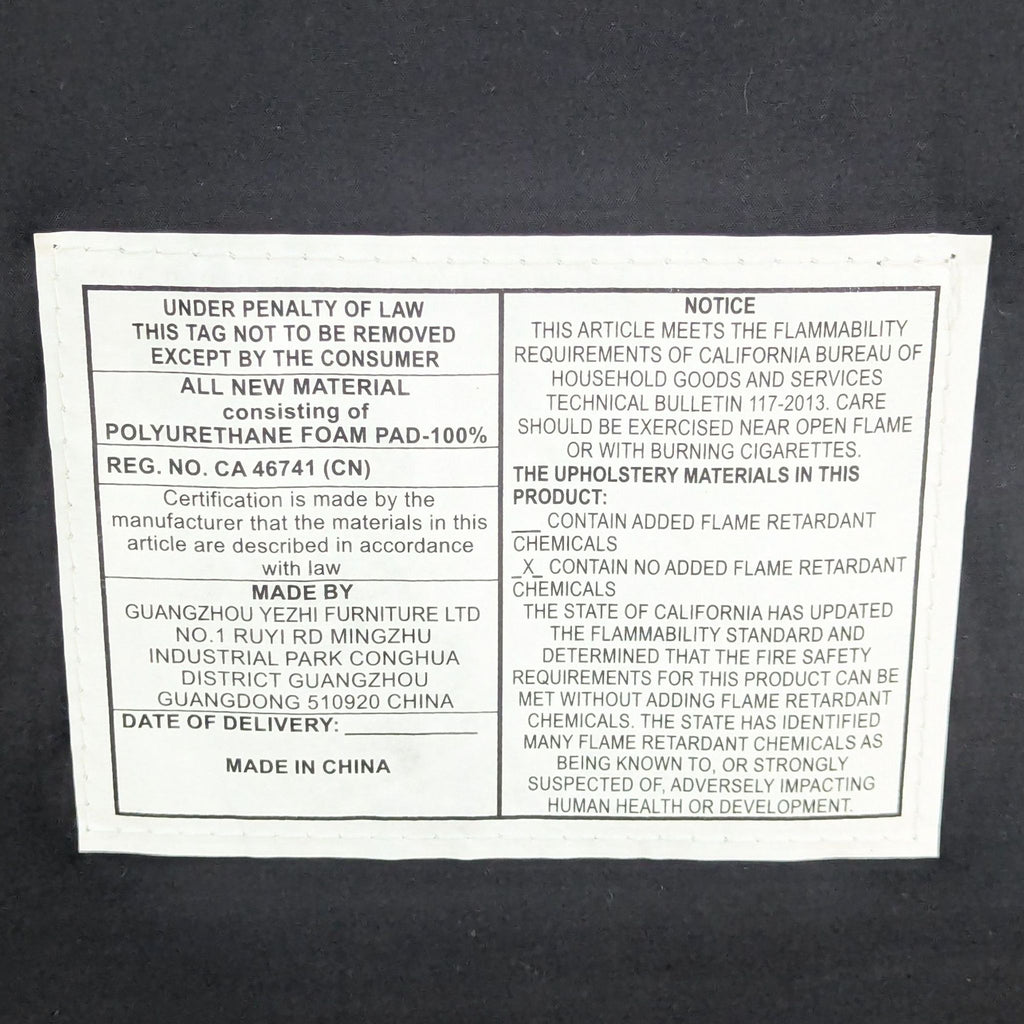 UNDER PENALTY OF LAW
THIS TAG NOT TO BE REMOVED
EXCEPT BY THE CONSUMER
ALL NEW MATERIAL
consisting of
POLYURETHANE FOAM PAD-100%
REG. NO. CA 46741 (CN)
Certification is made by the
manufacturer that the materials in this
article are described in accordance
with law
MADE BY
GUANGZHOU YEZHI FURNITURE LTD
NO.1 RUYI RD MINGZHU
INDUSTRIAL PARK CONGHUA
DISTRICT GUANGZHOU
GUANGDONG 510920 CHINA
DATE OF DELIVERY: ___________
MADE IN CHINA
NOTICE
THIS ARTICLE MEETS THE FLAMMABILITY
REQUIREMENTS OF CALIFORNIA BUREAU OF
HOUSEHOLD GOODS AND SERVICES
TECHNICAL BULLETIN 117-2013. CARE
SHOULD BE EXERCISED NEAR OPEN FLAME
OR WITH BURNING CIGARETTES.
THE UPHOLSTERY MATERIALS IN THIS
PRODUCT:
___ CONTAIN ADDED FLAME RETARDANT
CHEMICALS
_X_ CONTAIN NO ADDED FLAME RETARDANT
CHEMICALS
THE STATE OF CALIFORNIA HAS UPDATED
THE FLAMMABILITY STANDARD AND
DETERMINED THAT THE FIRE SAFETY
REQUIREMENTS FOR THIS PRODUCT CAN BE
MET WITHOUT ADDING FLAME RETARDANT
CHEMICALS. THE STATE HAS IDENTIFIED
MANY FLAME RETARDANT CHEMICALS AS
BEING KNOWN TO, OR STRONGLY
SUSPECTED OF, ADVERSELY IMPACTING
HUMAN HEALTH OR DEVELOPMENT.